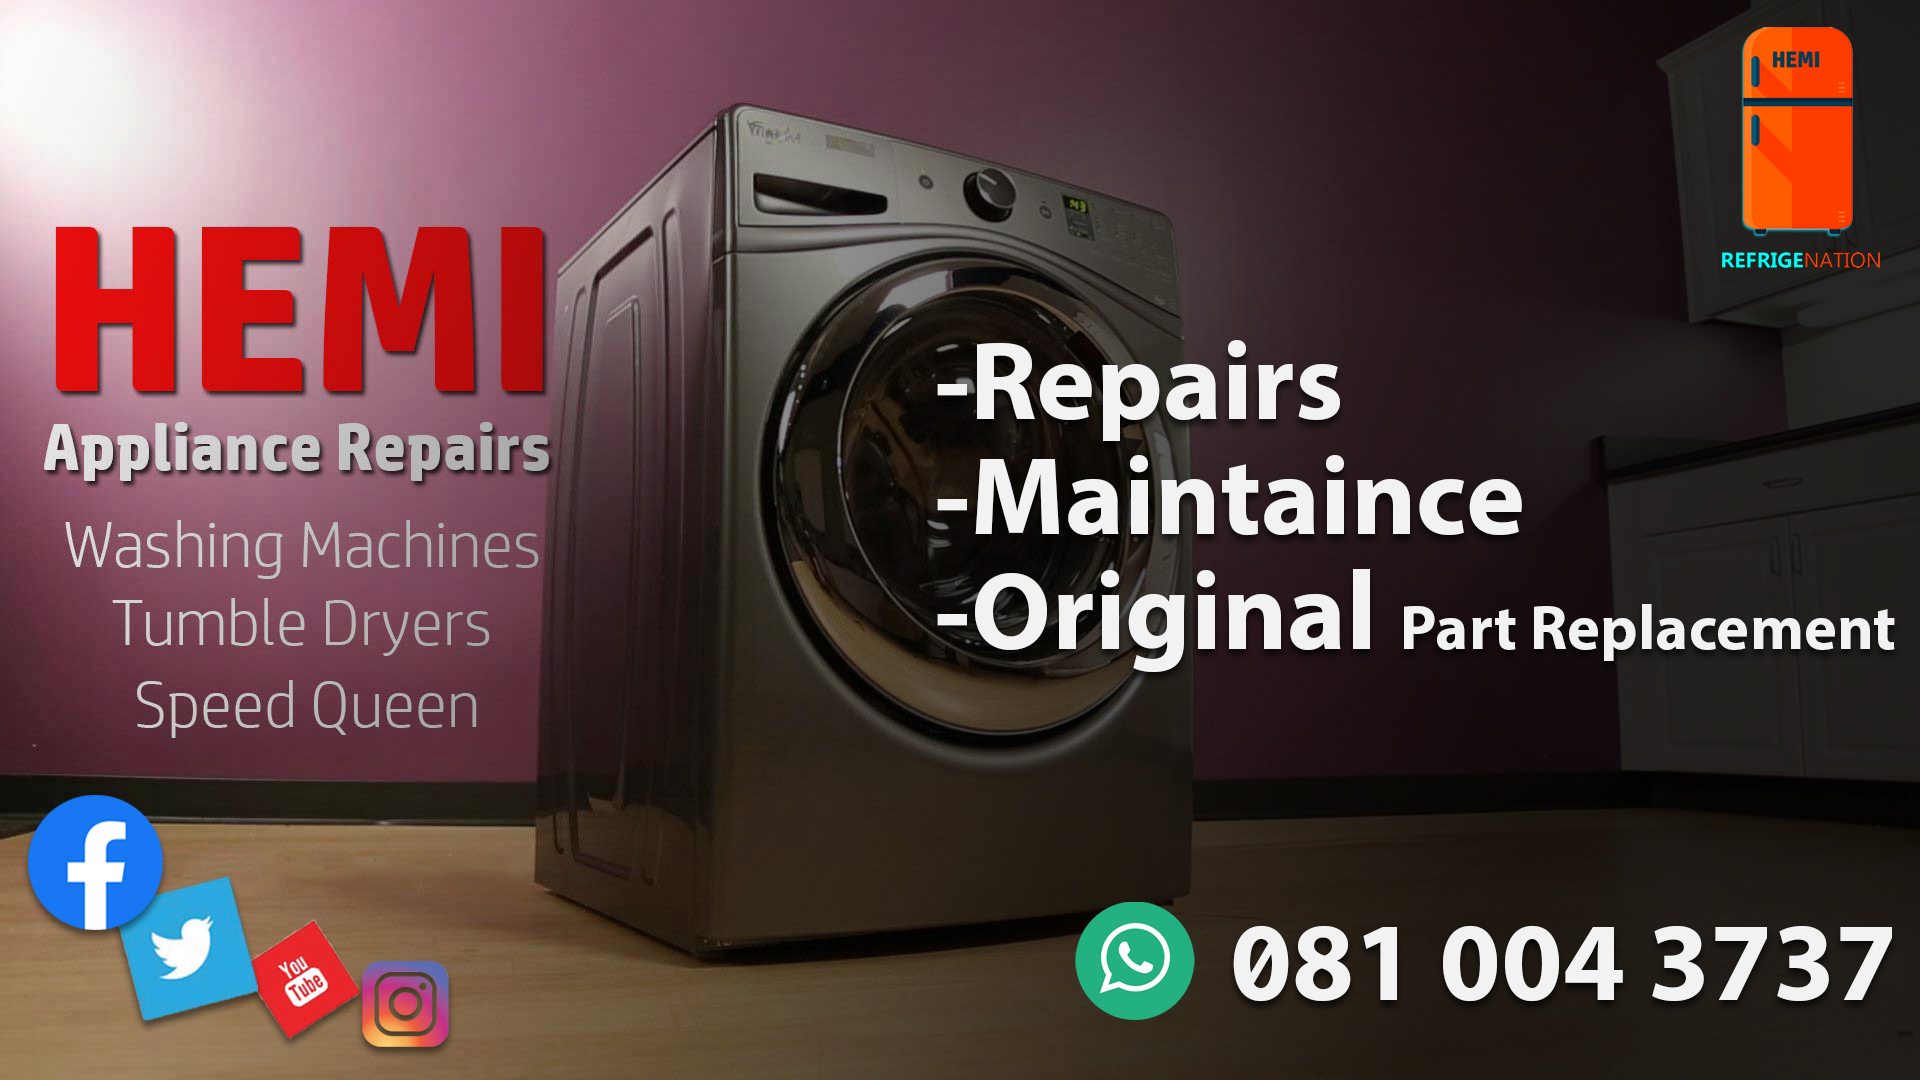 HEMI
REFRIGENATION
HEMI
Appliance Repairs
Washing Machines
Tumble Dryers
Speed Queen
-Repairs
-Maintaince
-Original Part Replacement
You
Tube
081 004 3737